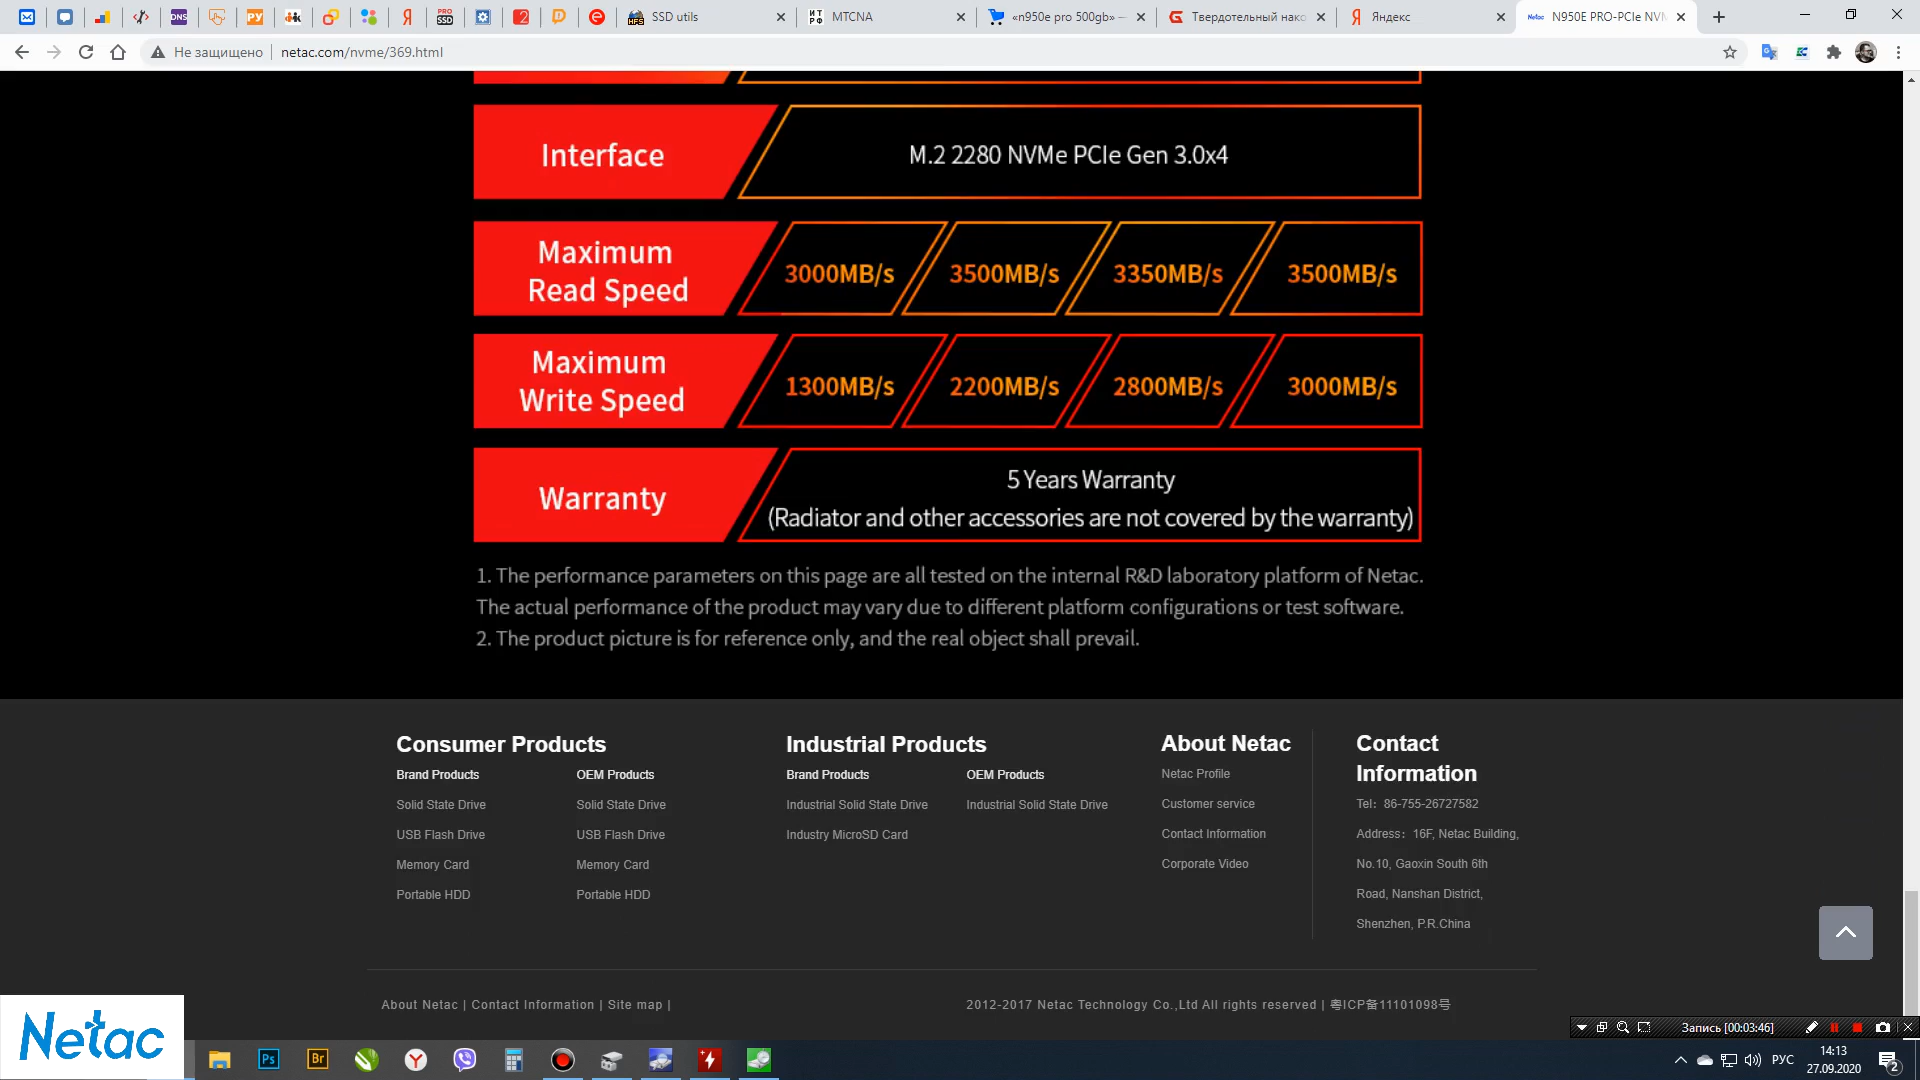 SSD utils
MTCNA
«n950e pro 500gb» —
Твердотельный нако
Яндекс
N950E PRO-PCIe NVM
Не защищено
netac.com/nvme/369.html
Interface
M.2 2280 NVMe PCIe Gen 3.0x4
Maximum
Read Speed
3000MB/s
3500MB/s
3350MB/s
3500MB/s
Maximum
Write Speed
1300MB/s
2200MB/s
2800MB/s
3000MB/s
Warranty
5 Years Warranty
(Radiator and other accessories are not covered by the warranty)
1. The performance parameters on this page are all tested on the internal R&D laboratory platform of Netac.
The actual performance of the product may vary due to different platform configurations or test software.
2. The product picture is for reference only, and the real object shall prevail.
Consumer Products
Brand Products
Solid State Drive
USB Flash Drive
Memory Card
Portable HDD
OEM Products
Solid State Drive
USB Flash Drive
Memory Card
Portable HDD
Industrial Products
Brand Products
Industrial Solid State Drive
Industry MicroSD Card
OEM Products
Industrial Solid State Drive
About Netac
Netac Profile
Customer service
Contact Information
Corporate Video
Contact
Information
Tel：86-755-26727582
Address：16F, Netac Building,
No.10, Gaoxin South 6th
Road, Nanshan District,
Shenzhen, P.R.China
About Netac | Contact Information | Site map |
2012-2017 Netac Technology Co.,Ltd All rights reserved | 粤ICP备11101098号
Netac
Запись [00:03:46]
РУС
14:13
27.09.2020
2